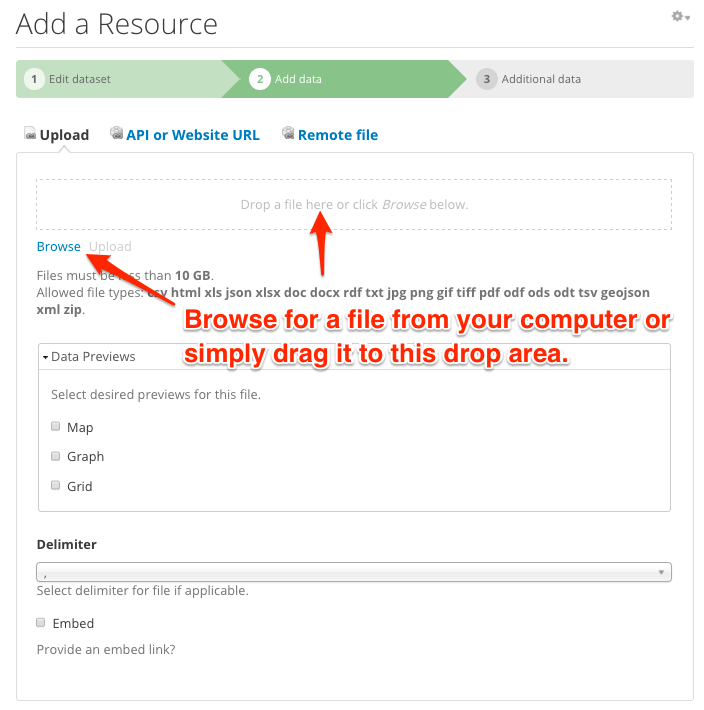 Add a Resource
1 Edit dataset 2 Add data 3 Additional data
Upload API or Website URL Remote file
Drop a file here or click Browse below.
Browse Upload
Files must be less than 10 GB.
Allowed file types: csv html xls json xlsx doc docx rdf txt jpg png gif tiff pdf odf ods odt tsv geojson
xml zip.
Browse for a file from your computer or
simply drag it to this drop area.
Data Previews
Select desired previews for this file.
Map
Graph
Grid
Delimiter
,
Select delimiter for file if applicable.
Embed
Provide an embed link?